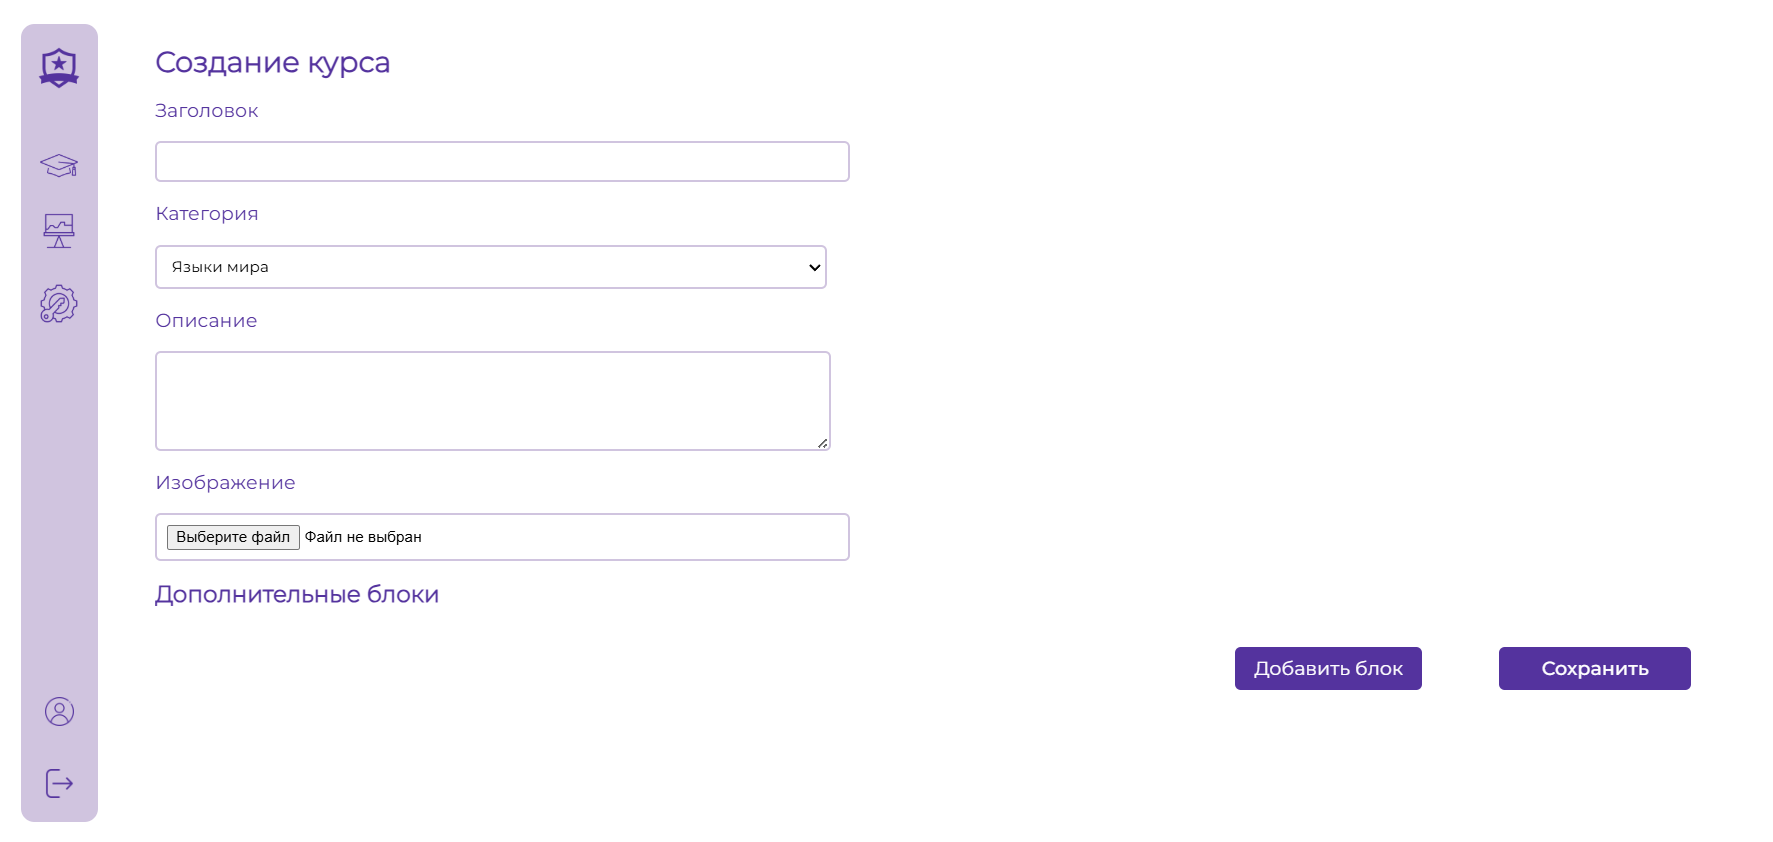 Создание курса
Заголовок
Категория
Языки мира
Описание
Изображение
Выберите файл Файл не выбран
Дополнительные блоки
Добавить блок Сохранить